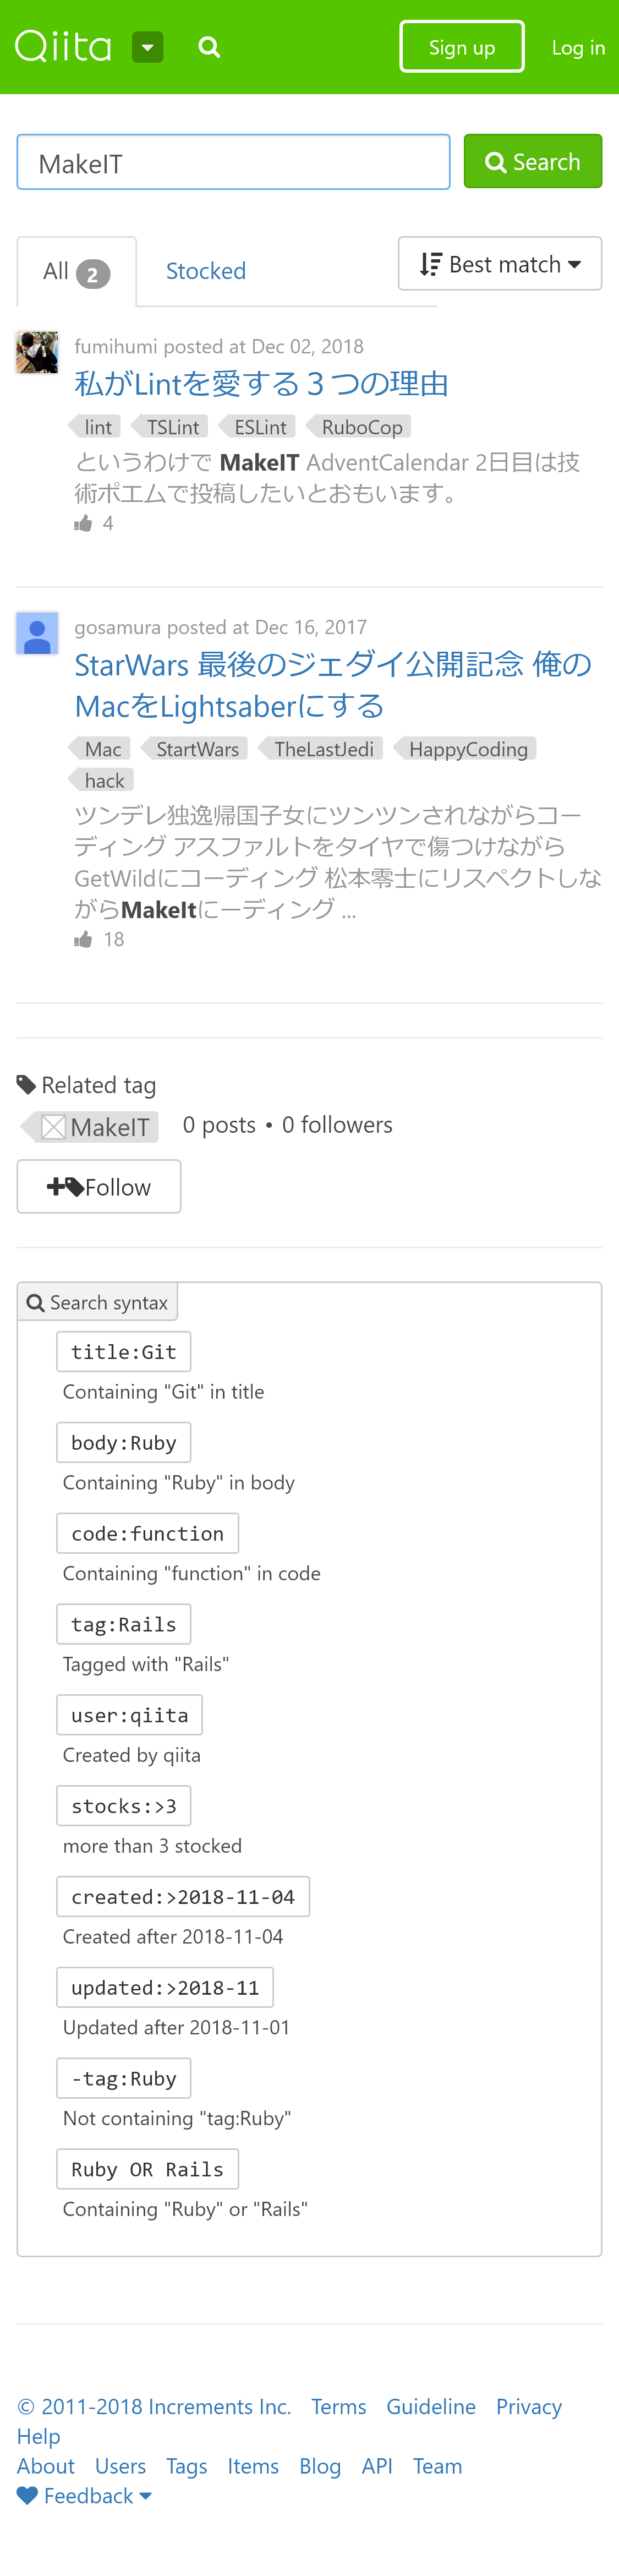 Qiita
Sign up
Log in
MakeIT
Search
All 2
Stocked
Best match
fumihumi posted at Dec 02, 2018
私がLintを愛する３つの理由
lint TSLint ESLint RuboCop
というわけで MakeIT AdventCalendar 2日目は技
術ポエムで投稿したいとおもいます。
4
gosamura posted at Dec 16, 2017
StarWars 最後のジェダイ公開記念 俺の
MacをLightsaberにする
Mac StartWars TheLastJedi HappyCoding
hack
ツンデレ独逸帰国子女にツンツンされながらコー
ディング アスファルトをタイヤで傷つけながら
GetWildにコーディング 松本零士にリスペクトしな
がらMakeItにーディング ...
18
Related tag
MakeIT 0 posts • 0 followers
Follow
Search syntax
title:Git
Containing "Git" in title
body:Ruby
Containing "Ruby" in body
code:function
Containing "function" in code
tag:Rails
Tagged with "Rails"
user:qiita
Created by qiita
stocks:>3
more than 3 stocked
created:>2018-11-04
Created after 2018-11-04
updated:>2018-11
Updated after 2018-11-01
-tag:Ruby
Not containing "tag:Ruby"
Ruby OR Rails
Containing "Ruby" or "Rails"
© 2011-2018 Increments Inc. Terms Guideline Privacy
Help
About Users Tags Items Blog API Team
Feedback